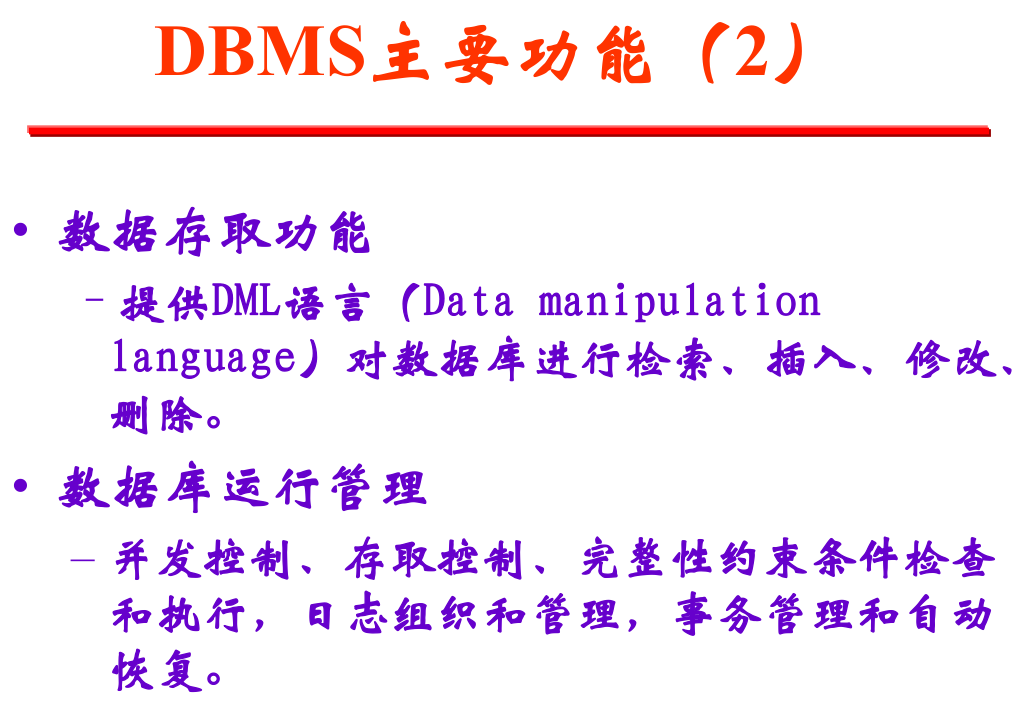 DBMS主要功能（2）
• 数据存取功能
– 提供DML语言（Data manipulation
language）对数据库进行检索、插入、修改、
删除。
• 数据库运行管理
– 并发控制、存取控制、完整性约束条件检查
和执行，日志组织和管理，事务管理和自动
恢复。